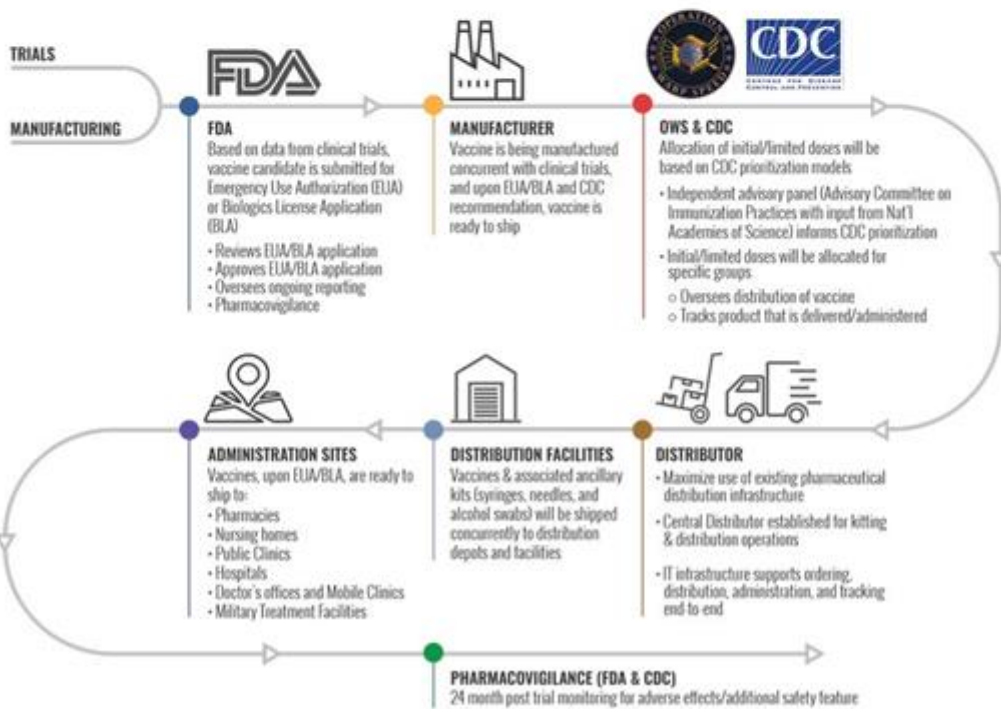 TRIALS
MANUFACTURING
FDA
FDA
Based on data from clinical trials,
vaccine candidate is submitted for
Emergency Use Authorization (EUA)
or Biologics License Application
(BLA)
• Reviews EUA/BLA application
• Approves EUA/BLA application
• Oversees ongoing reporting
• Pharmacovigilance
MANUFACTURER
Vaccine is being manufactured
concurrent with clinical trials,
and upon EUA/BLA and CDC
recommendation, vaccine is
ready to ship
OPERATION
WARP SPEED
CDC
CENTERS FOR DISEASE
CONTROL AND PREVENTION
OWS & CDC
Allocation of initial/limited doses will be
based on CDC prioritization models
• Independent advisory panel (Advisory Committee on
Immunization Practices with input from Nat'l
Academies of Science) informs CDC prioritization
• Initial/limited doses will be allocated for
specific groups
○ Oversees distribution of vaccine
○ Tracks product that is delivered/administered
ADMINISTRATION SITES
Vaccines, upon EUA/BLA, are ready to
ship to:
• Pharmacies
• Nursing homes
• Public Clinics
• Hospitals
• Doctor's offices and Mobile Clinics
• Military Treatment Facilities
DISTRIBUTION FACILITIES
Vaccines & associated ancillary
kits (syringes, needles, and
alcohol swabs) will be shipped
concurrently to distribution
depots and facilities
DISTRIBUTOR
• Maximize use of existing pharmaceutical
distribution infrastructure
• Central Distributor established for kitting
& distribution operations
• IT infrastructure supports ordering,
distribution, administration, and tracking
end-to-end
PHARMACOVIGILANCE (FDA & CDC)
24 month post trial monitoring for adverse effects/additional safety feature